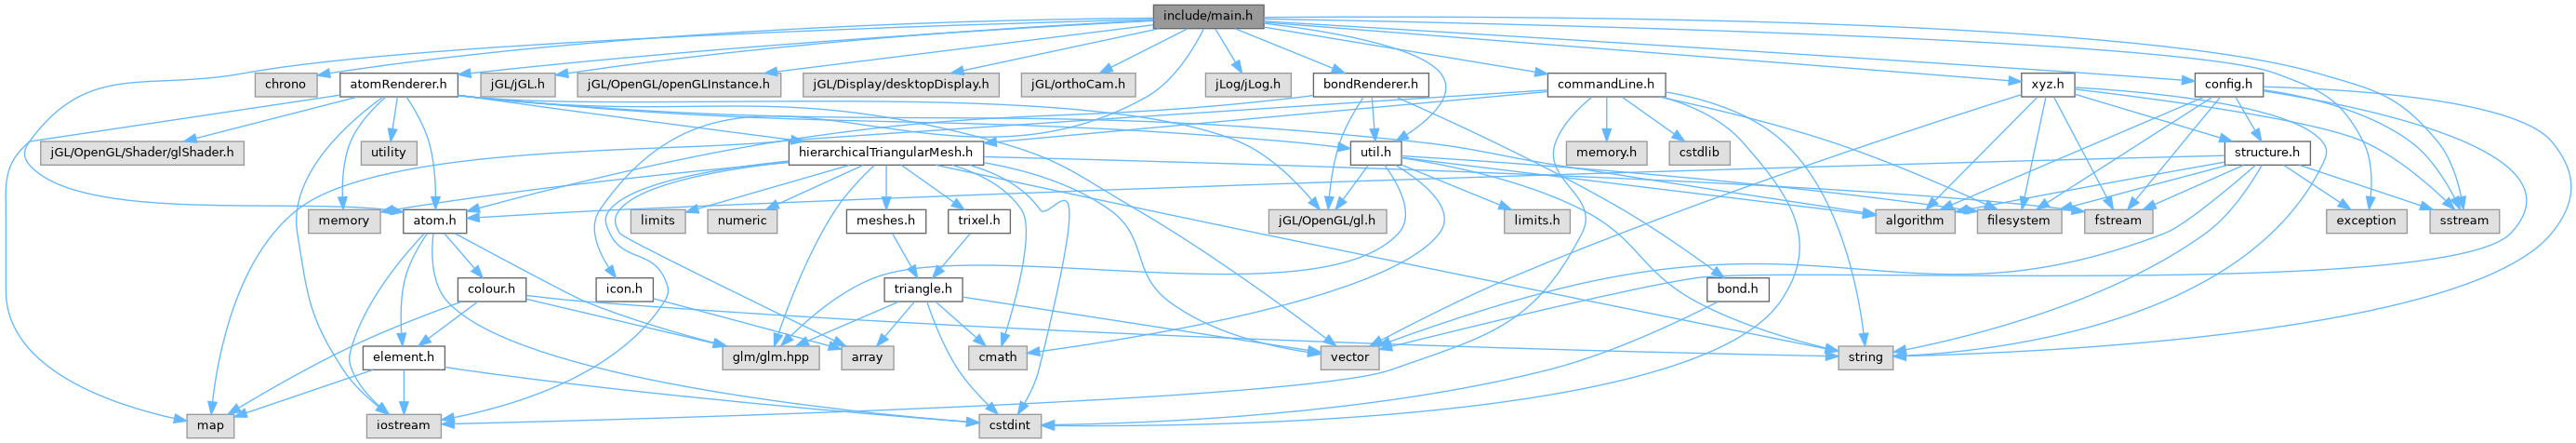 include/main.h
chrono
atomRenderer.h
jGL/jGL.h
jGL/OpenGL/openGLInstance.h
jGL/Display/desktopDisplay.h
jGL/orthoCam.h
jLog/jLog.h
bondRenderer.h
commandLine.h
xyz.h
config.h
jGL/OpenGL/Shader/glShader.h
utility
hierarchicalTriangularMesh.h
util.h
memory.h
cstdlib
structure.h
memory
atom.h
limits
numeric
meshes.h
trixel.h
jGL/OpenGL/gl.h
limits.h
algorithm
filesystem
fstream
exception
sstream
colour.h
icon.h
triangle.h
bond.h
element.h
glm/glm.hpp
array
cmath
vector
string
map
iostream
cstdint